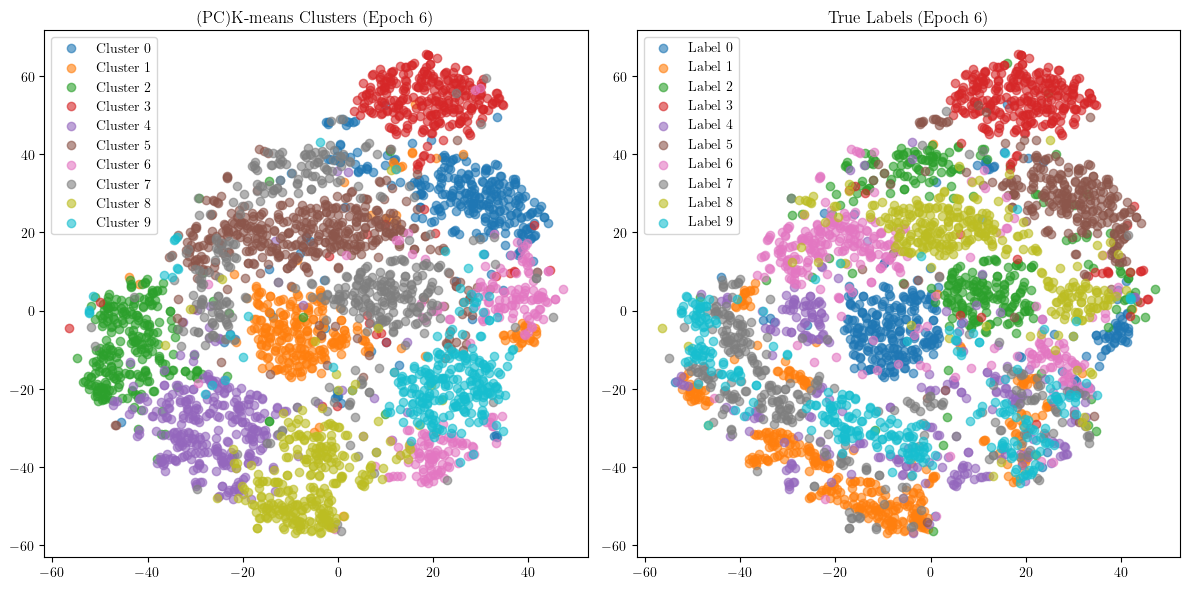 (PC)K-means Clusters (Epoch 6)
Cluster 0
Cluster 1
Cluster 2
Cluster 3
Cluster 4
Cluster 5
Cluster 6
Cluster 7
Cluster 8
Cluster 9
60
40
20
0
−20
−40
−60
−60
−40
−20
0
20
40
True Labels (Epoch 6)
Label 0
Label 1
Label 2
Label 3
Label 4
Label 5
Label 6
Label 7
Label 8
Label 9
60
40
20
0
−20
−40
−60
−60
−40
−20
0
20
40